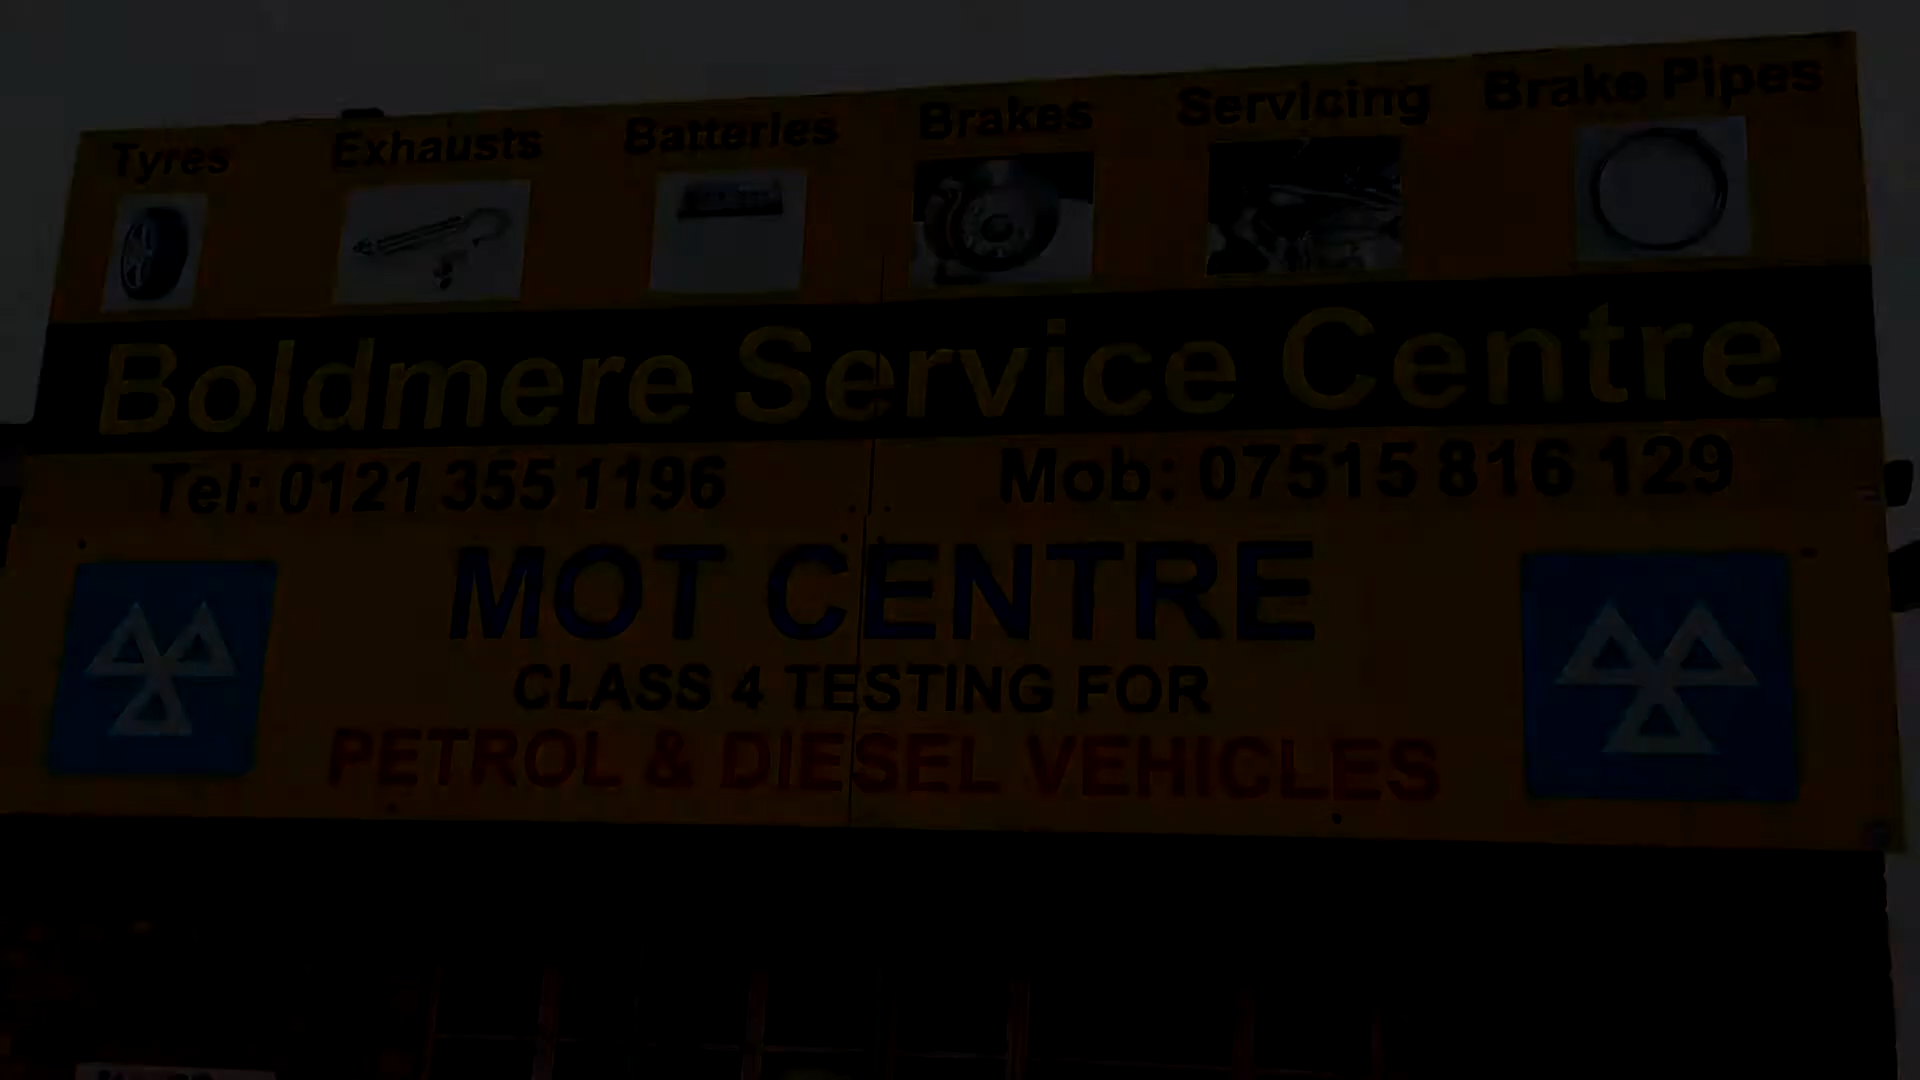 Tyres Exhausts Batteries Brakes Servicing Brake Pipes
Boldmere Service Centre
Tel: 0121 355 1196 Mob: 07515 816 129
MOT CENTRE
CLASS 4 TESTING FOR
PETROL & DIESEL VEHICLES